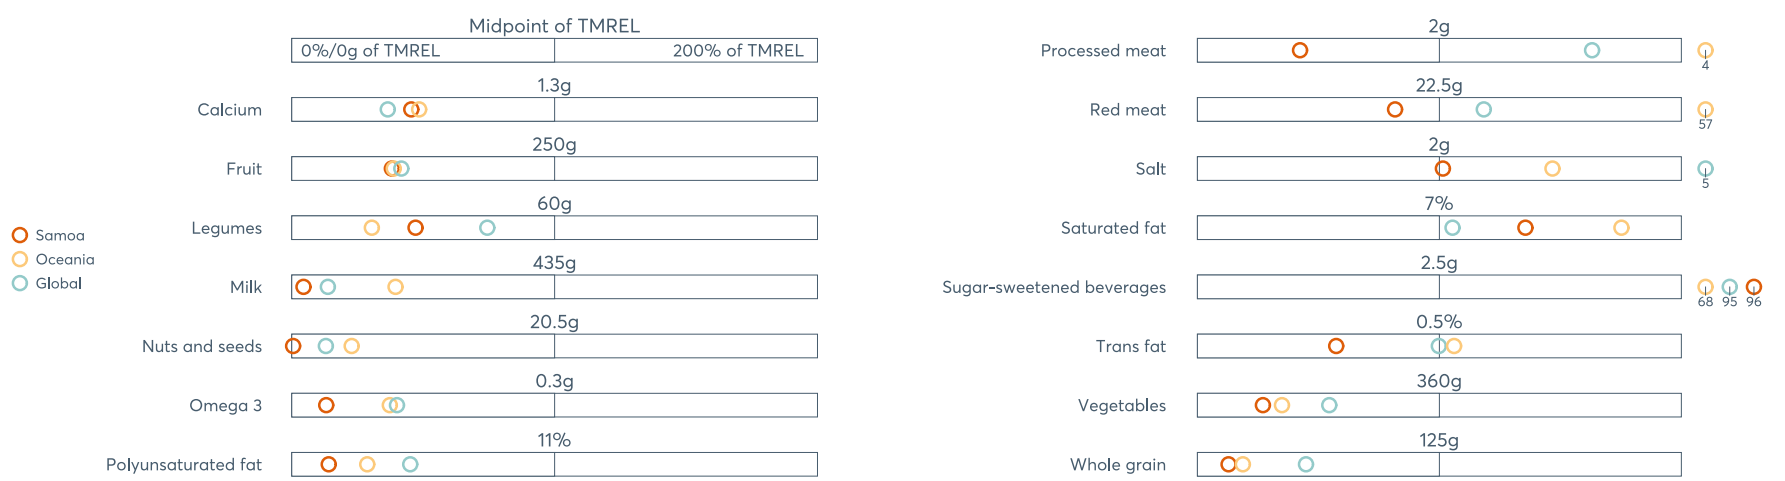 Midpoint of TMREL
0%/0g of TMREL 200% of TMREL
1.3g
Calcium
250g
Fruit
60g
Legumes
435g
Milk
20.5g
Nuts and seeds
0.3g
Omega 3
11%
Polyunsaturated fat
Samoa
Oceania
Global
2g
Processed meat
4
22.5g
Red meat
57
2g
Salt
5
7%
Saturated fat
2.5g
Sugar-sweetened beverages
68 95 96
0.5%
Trans fat
360g
Vegetables
125g
Whole grain